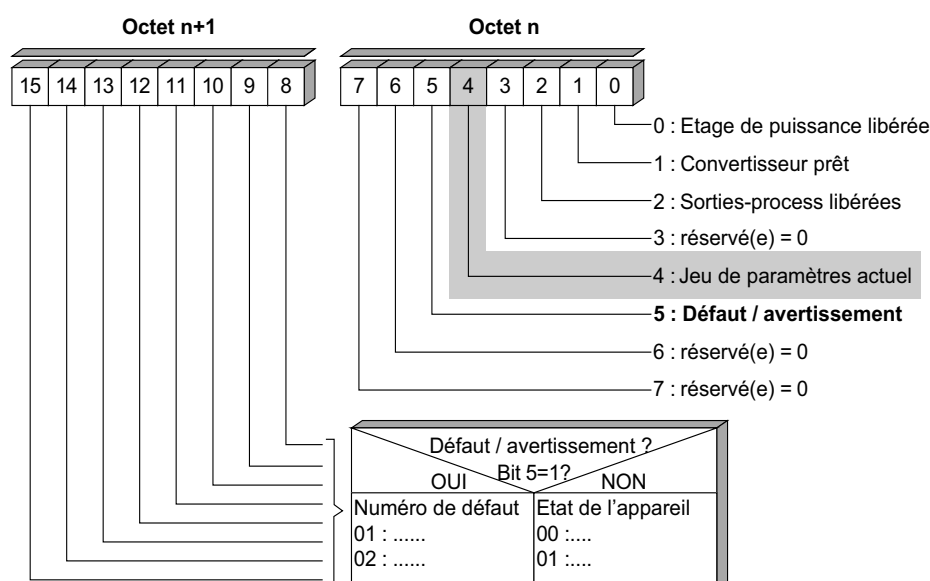 Octet n+1 Octet n
15 14 13 12 11 10 9 8 7 6 5 4 3 2 1 0
0 : Etage de puissance libérée
1 : Convertisseur prêt
2 : Sorties-process libérées
3 : réservé(e) = 0
4 : Jeu de paramètres actuel
5 : Défaut / avertissement
6 : réservé(e) = 0
7 : réservé(e) = 0
Défaut / avertissement ?
Bit 5=1?
OUI NON
Numéro de défaut Etat de l'appareil
01 : ...... 00 :....
02 : ...... 01 :....